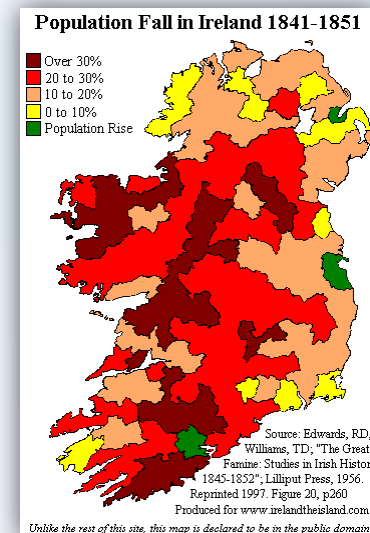 Population Fall in Ireland 1841-1851
Over 30%
20 to 30%
10 to 20%
0 to 10%
Population Rise
Source: Edwards, RD,
Williams, TD; "The Great
Famine: Studies in Irish Histor
1845-1852"; Lilliput Press, 1956.
Reprinted 1997. Figure 20, p260
Produced for www.irelandtheisland.com
Unlike the rest of this site, this map is declared to be in the public domain